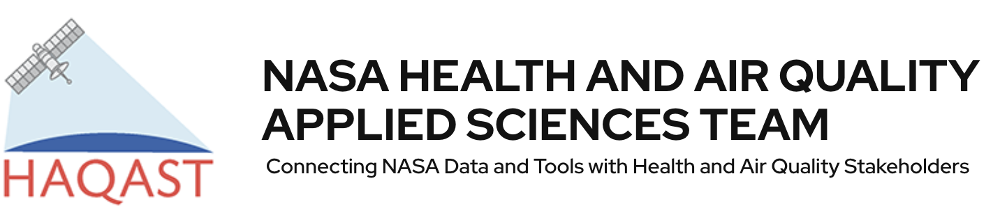 HAQAST
NASA HEALTH AND AIR QUALITY
APPLIED SCIENCES TEAM
Connecting NASA Data and Tools with Health and Air Quality Stakeholders